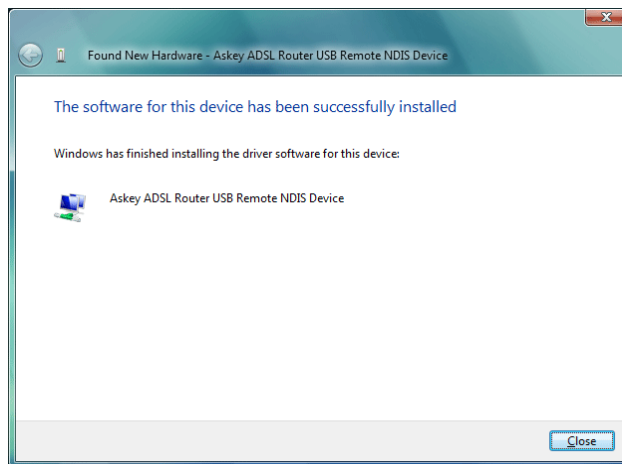 Found New Hardware - Askey ADSL Router USB Remote NDIS Device
The software for this device has been successfully installed
Windows has finished installing the driver software for this device:
Askey ADSL Router USB Remote NDIS Device
Close